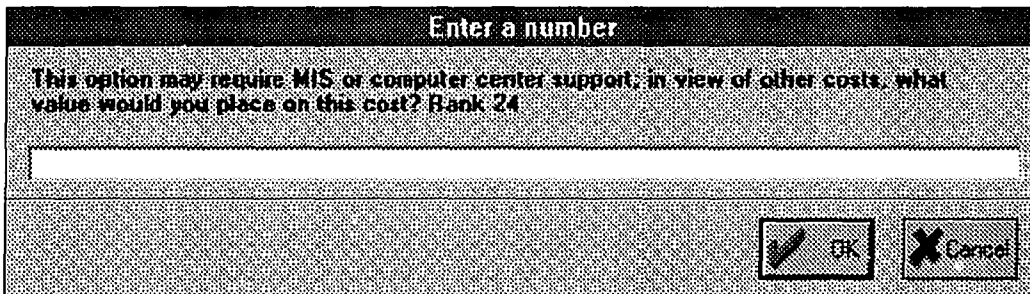 Enter a number
This option may require MIS or computer center support; in view of other costs, what
value would you place on this cost? Rank 24
OK
Cancel